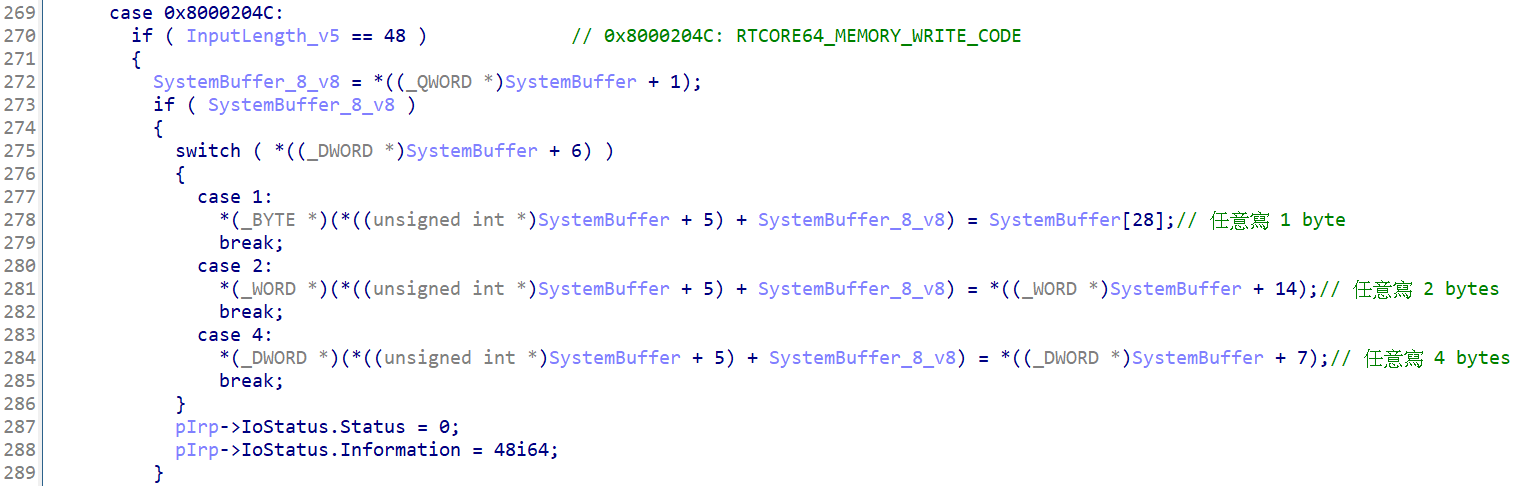 269 case 0x8000204C:
270 if ( InputLength_v5 == 48 ) // 0x8000204C: RTCORE64_MEMORY_WRITE_CODE
271 {
272 SystemBuffer_8_v8 = *((_QWORD *)SystemBuffer + 1);
273 if ( SystemBuffer_8_v8 )
274 {
275 switch ( *((_DWORD *)SystemBuffer + 6) )
276 {
277 case 1:
278 *(_BYTE *)(*((unsigned int *)SystemBuffer + 5) + SystemBuffer_8_v8) = SystemBuffer[28];// 任意寫 1 byte
279 break;
280 case 2:
281 *(_WORD *)(*((unsigned int *)SystemBuffer + 5) + SystemBuffer_8_v8) = *((_WORD *)SystemBuffer + 14);// 任意寫 2 bytes
282 break;
283 case 4:
284 *(_DWORD *)(*((unsigned int *)SystemBuffer + 5) + SystemBuffer_8_v8) = *((_DWORD *)SystemBuffer + 7);// 任意寫 4 bytes
285 break;
286 }
287 pIrp->IoStatus.Status = 0;
288 pIrp->IoStatus.Information = 48i64;
289 }